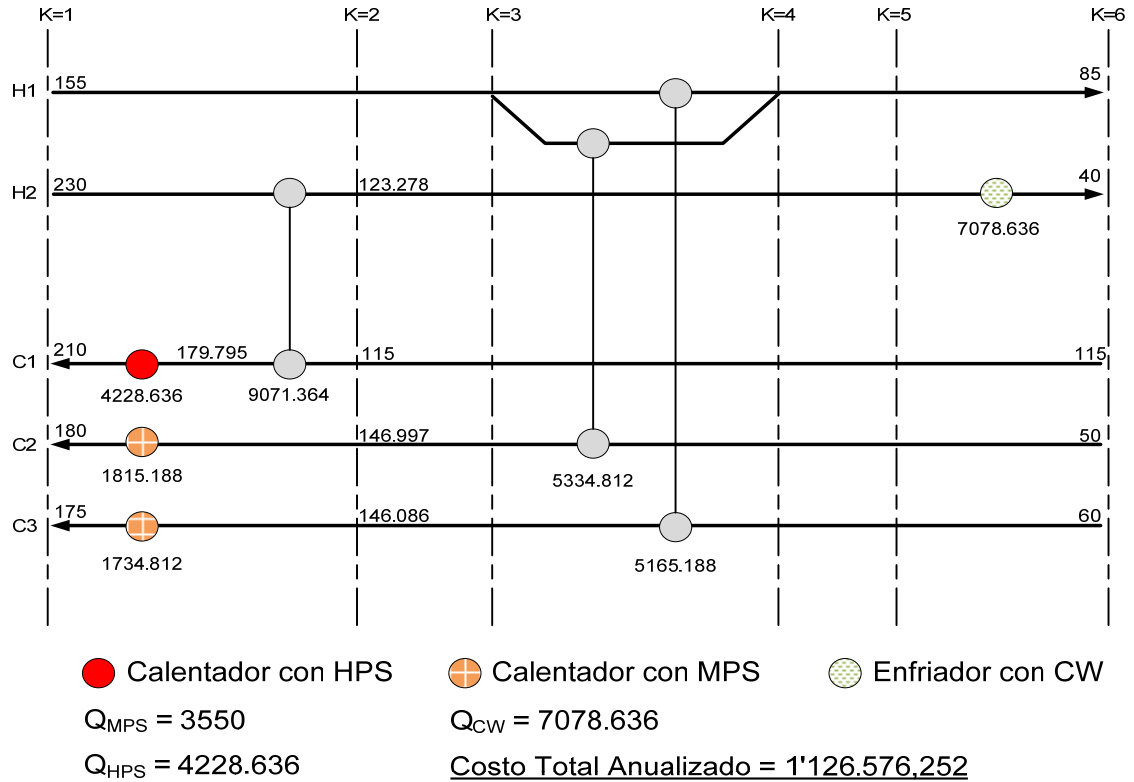 K=1 K=2 K=3 K=4 K=5 K=6
H1 155 85
H2 230 123.278 40
7078.636
C1 210 179.795 115 115
4228.636 9071.364
C2 180 146.997 50
1815.188 5334.812
C3 175 146.086 60
1734.812 5165.188
Calentador con HPS Calentador con MPS Enfriador con CW
Q_MPS = 3550 Q_CW = 7078.636
Q_HPS = 4228.636 Costo Total Anualizado = 1'126.576,252